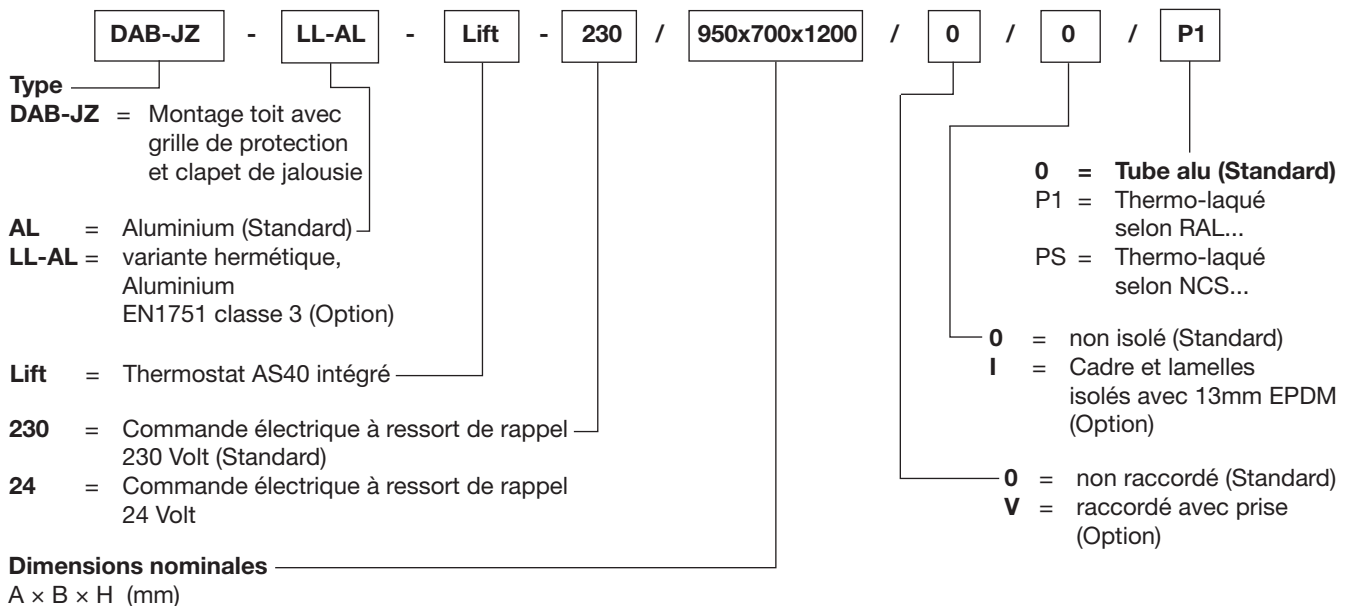 DAB-JZ - LL-AL - Lift - 230 / 950x700x1200 / 0 / 0 / P1
Type
DAB-JZ = Montage toit avec
grille de protection
et clapet de jalousie
AL = Aluminium (Standard)
LL-AL = variante hermétique,
Aluminium
EN1751 classe 3 (Option)
Lift = Thermostat AS40 intégré
230 = Commande électrique à ressort de rappel
230 Volt (Standard)
24 = Commande électrique à ressort de rappel
24 Volt
Dimensions nominales
A × B × H (mm)
0 = Tube alu (Standard)
P1 = Thermo-laqué
selon RAL...
PS = Thermo-laqué
selon NCS...
0 = non isolé (Standard)
I = Cadre et lamelles
isolés avec 13mm EPDM
(Option)
0 = non raccordé (Standard)
V = raccordé avec prise
(Option)